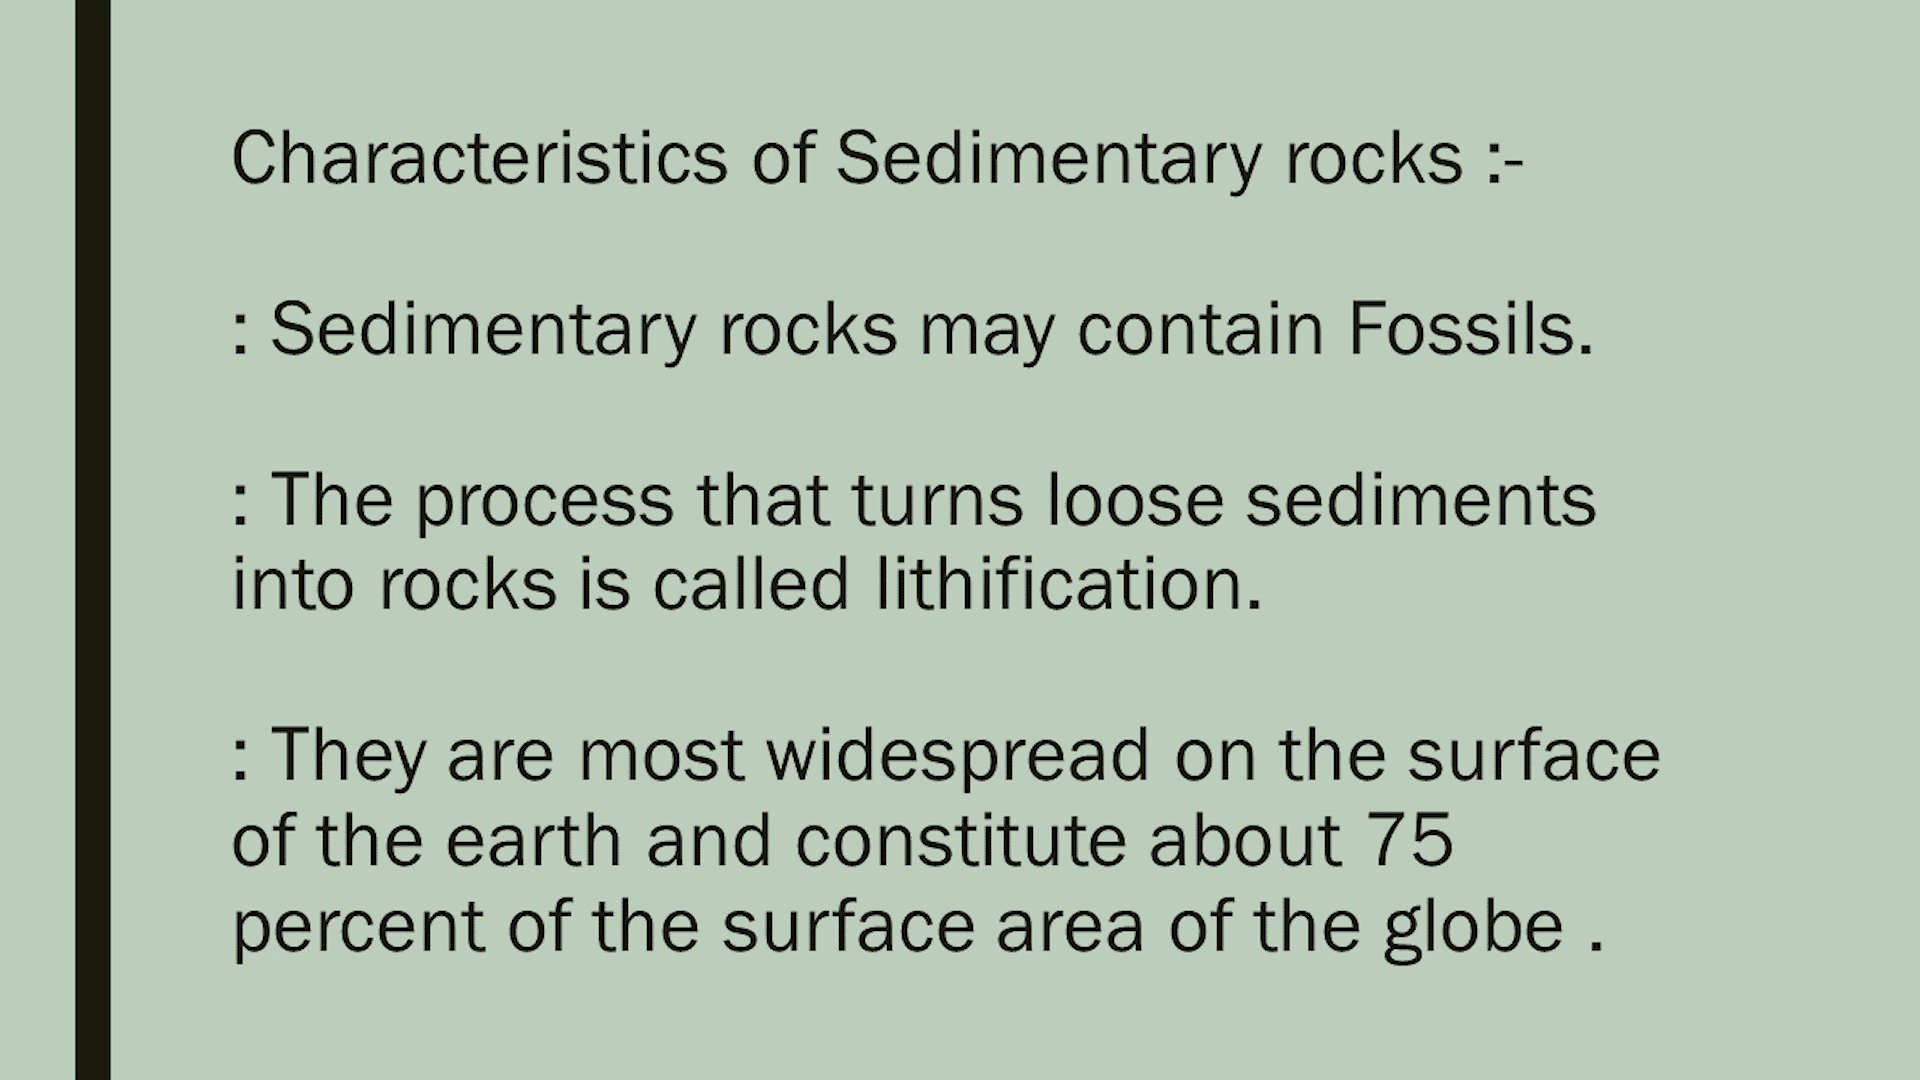 Characteristics of Sedimentary rocks :-
: Sedimentary rocks may contain Fossils.
: The process that turns loose sediments
into rocks is called lithification.
: They are most widespread on the surface
of the earth and constitute about 75
percent of the surface area of the globe .